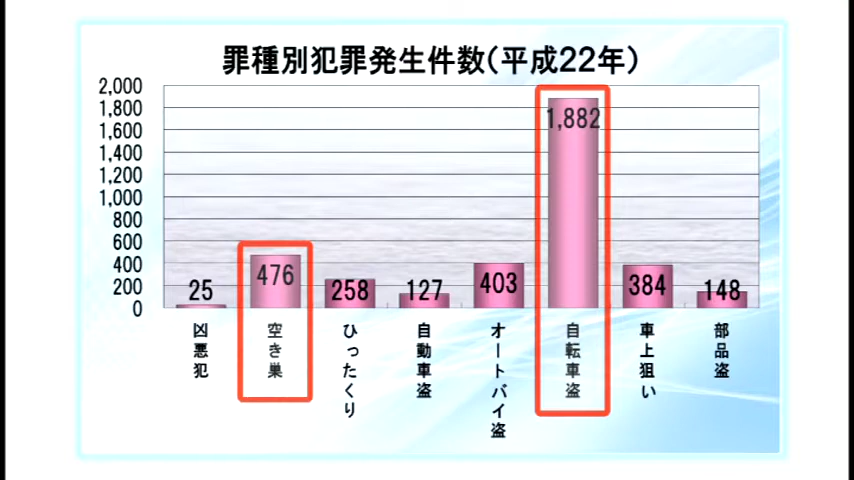 罪種別犯罪発生件数(平成22年)
2,000
1,800
1,600
1,400
1,200
1,000
800
600
400
200
0
25
476
258
127
403
1,882
384
148
凶悪犯
空き巣
ひったくり
自動車盗
オートバイ盗
自転車盗
車上狙い
部品盗